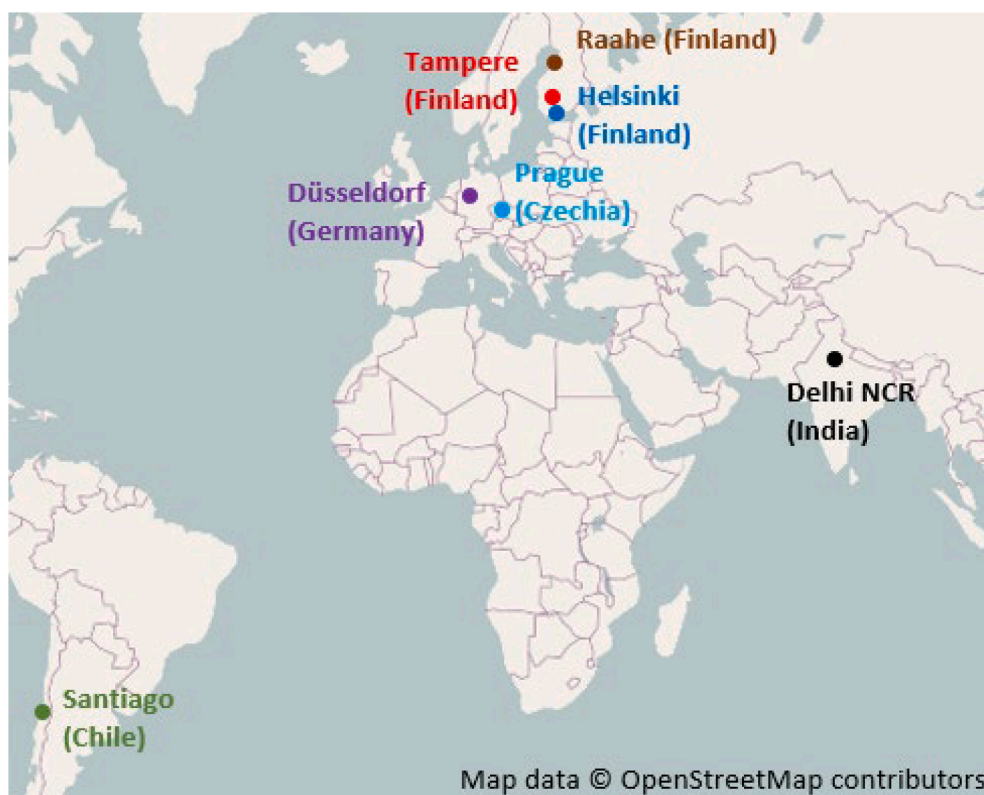 Raahe (Finland)
Tampere
(Finland)
Helsinki
(Finland)
Prague
(Czechia)
Düsseldorf
(Germany)
Delhi NCR
(India)
Santiago
(Chile)
Map data © OpenStreetMap contributors